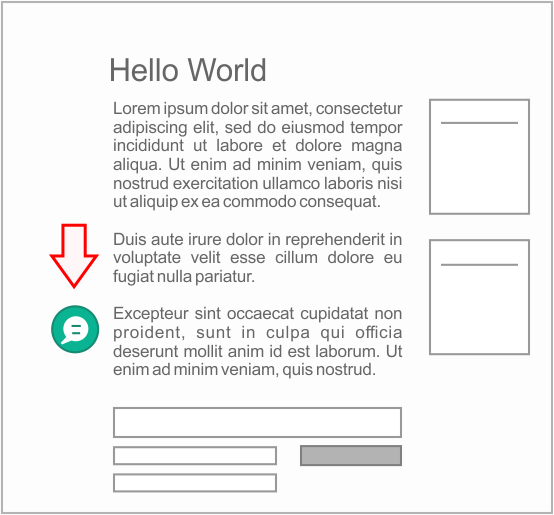 Hello World
Lorem ipsum dolor sit amet, consectetur
adipiscing elit, sed do eiusmod tempor
incididunt ut labore et dolore magna
aliqua. Ut enim ad minim veniam, quis
nostrud exercitation ullamco laboris nisi
ut aliquip ex ea commodo consequat.
Duis aute irure dolor in reprehenderit in
voluptate velit esse cillum dolore eu
fugiat nulla pariatur.
Excepteur sint occaecat cupidatat non
proident, sunt in culpa qui officia
deserunt mollit anim id est laborum. Ut
enim ad minim veniam, quis nostrud.